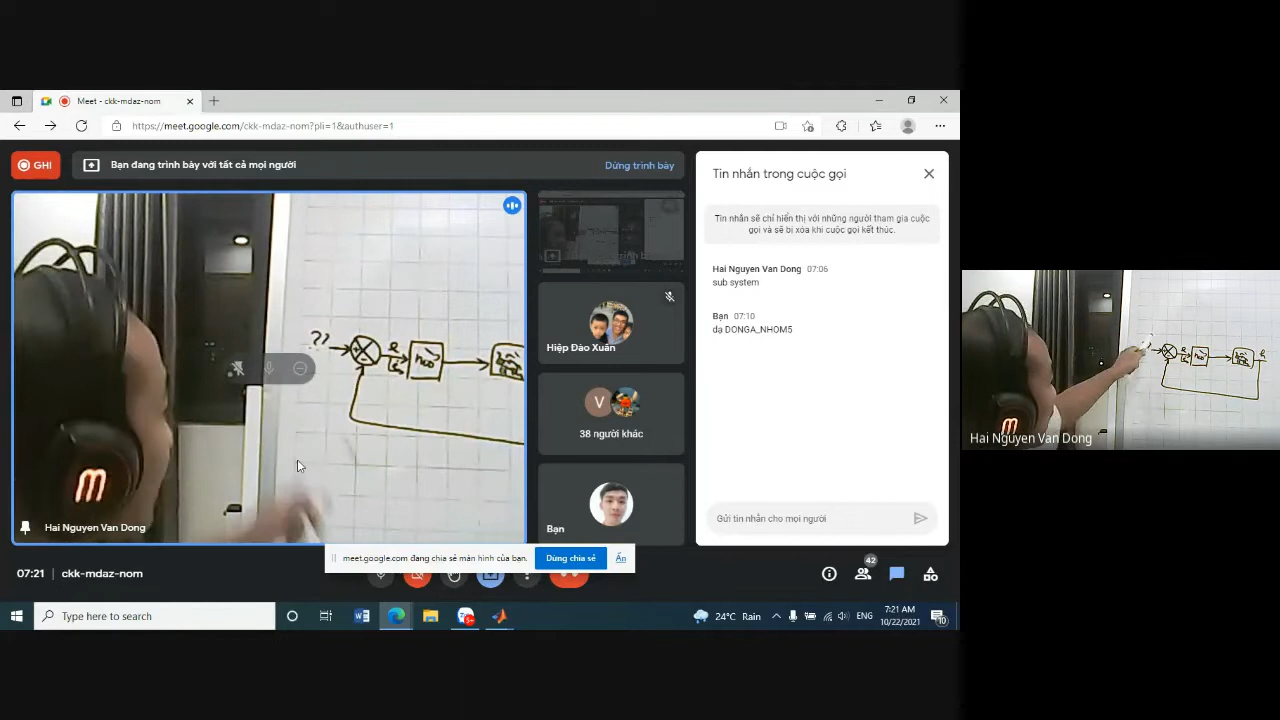 Meet - ckk-mdaz-nom
https://meet.google.com/ckk-mdaz-nom?pli=1&authuser=1
GHI
Bạn đang trình bày với tất cả mọi người
Dừng trình bày
??
Hai Nguyen Van Dong
Hiệp Đào Xuân
V
38 người khác
Bạn
Tin nhắn trong cuộc gọi
Tin nhắn sẽ chỉ hiển thị với những người tham gia cuộc
gọi và sẽ bị xóa khi cuộc gọi kết thúc.
Hai Nguyen Van Dong 07:06
sub system
Bạn 07:10
dạ DONGA_NHOM5
Gửi tin nhắn cho mọi người
meet.google.com đang chia sẻ màn hình của bạn.
Dừng chia sẻ
Ẩn
07:21 | ckk-mdaz-nom
42
Type here to search
24°C Rain
ENG
7:21 AM
10/22/2021
10
Hai Nguyen Van Dong